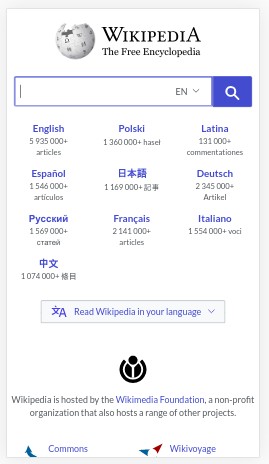 WIKIPEDIA
The Free Encyclopedia
EN
English
Polski
Latina
5 935 000+
1 360 000+ haseł
131 000+
articles
commentationes
Español
日本語
Deutsch
1 546 000+
1 169 000+ 記事
2 345 000+
artículos
Artikel
Русский
Français
Italiano
1 569 000+
2 141 000+
1 554 000+ voci
статей
articles
中文
1 074 000+ 條目
Read Wikipedia in your language
Wikipedia is hosted by the Wikimedia Foundation, a non-profit
organization that also hosts a range of other projects.
Commons
Wikivoyage